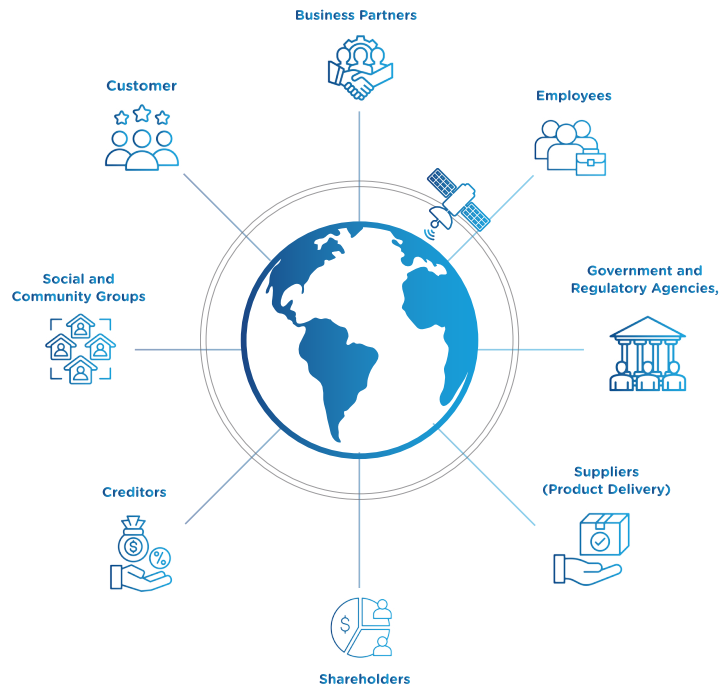 Business Partners
Customer
Employees
Social and
Community Groups
Government and
Regulatory Agencies,
Creditors
Suppliers
(Product Delivery)
$
%
$
Shareholders